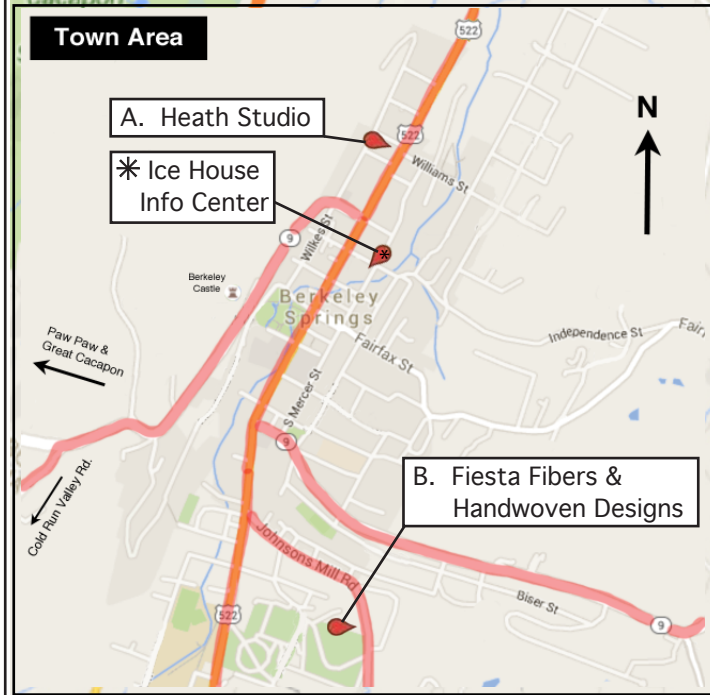 Cacapon
Town Area
522
N
A. Heath Studio
522
Williams St
* Ice House
Info Center
9
Wilkes St
*
Berkeley
Castle
Berkeley
Springs
Paw Paw &
Great Cacapon
Independence St
Fairfax St
S Mercer St
9
Cold Run Valley Rd.
B. Fiesta Fibers &
Handwoven Designs
Johnsons Mill Rd
Biser St
522
9